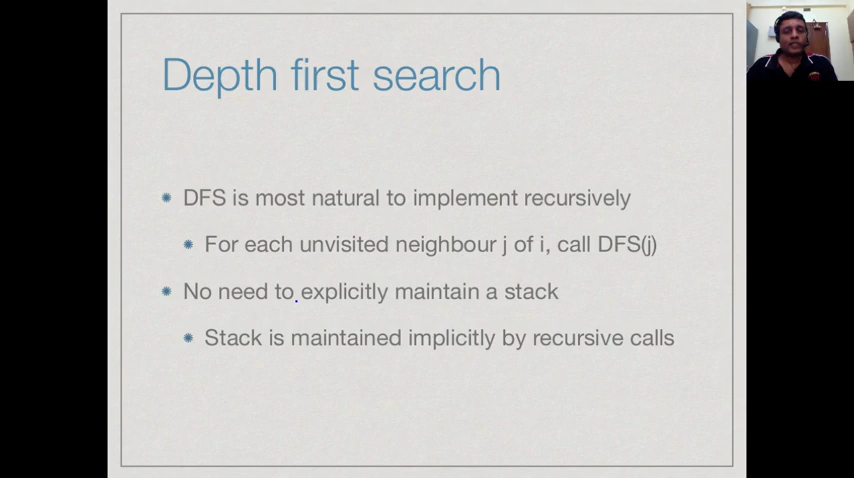 Depth first search
DFS is most natural to implement recursively
For each unvisited neighbour j of i, call DFS(j)
No need to explicitly maintain a stack
Stack is maintained implicitly by recursive calls